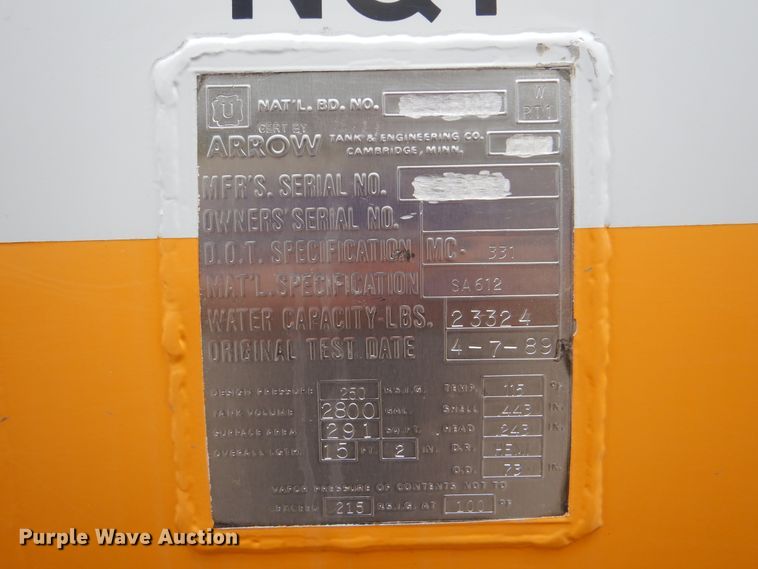 NQT
U
NAT'L. BD. NO.
W
PT1
CERT BY
ARROW TANK & ENGINEERING CO.
CAMBRIDGE, MINN.
MFR'S. SERIAL NO.
OWNERS' SERIAL NO.
D.O.T. SPECIFICATION MC- 331
MAT'L. SPECIFICATION SA612
WATER CAPACITY-LBS. 23324
ORIGINAL TEST DATE 4-7-89
DESIGN PRESSURE 250 P.S.I.G. TEMP. 115 °F
TANK VOLUME 2800 GAL. SHELL .443 IN.
SURFACE AREA 291 SQ.FT. HEAD .243 IN.
OVERALL LGTH. 15 FT. 2 IN. D.R.
O.D. 73 IN.
VAPOR PRESSURE OF CONTENTS NOT TO
EXCEED 215 P.S.I.G. AT 100 °F
Purple Wave Auction